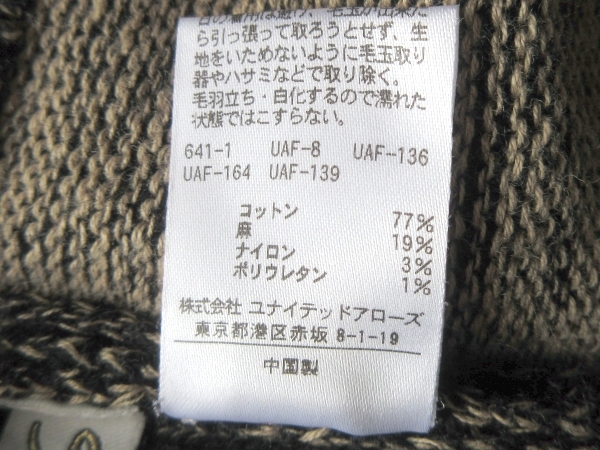 ら引っ張って取ろうとせず、生
地をいためないように毛玉取り
器やハサミなどで取り除く。
毛羽立ち・白化するので濡れた
状態ではこすらない。
641-1 UAF-8 UAF-136
UAF-164 UAF-139
コットン 77%
麻 19%
ナイロン 3%
ポリウレタン 1%
株式会社 ユナイテッドアローズ
東京都港区赤坂 8-1-19
中国製